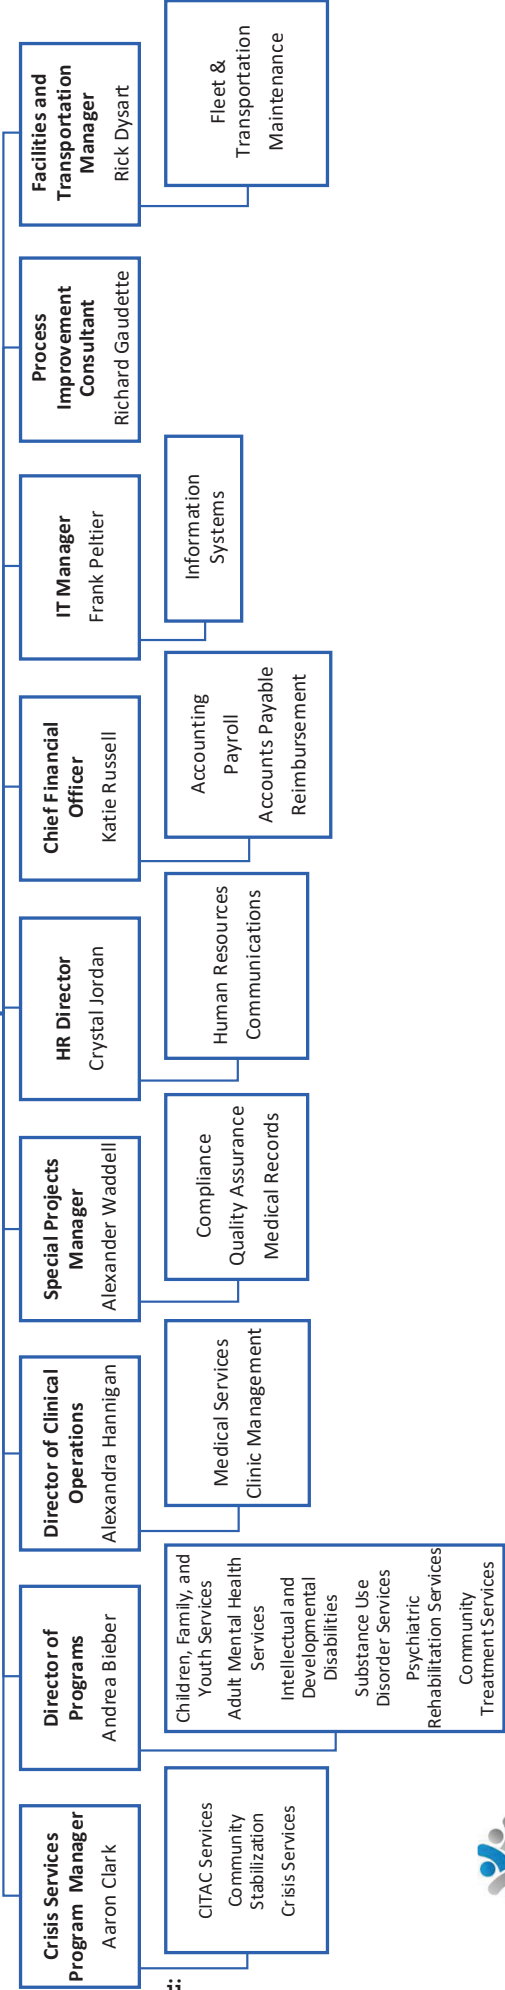 Crisis Services
Program Manager
Aaron Clark
CITAC Services
Community
Stabilization
Crisis Services
Director of
Programs
Andrea Bieber
Children, Family, and
Youth Services
Adult Mental Health
Services
Intellectual and
Developmental
Disabilities
Substance Use
Disorder Services
Psychiatric
Rehabilitation Services
Community
Treatment Services
Director of Clinical
Operations
Alexandra Hannigan
Medical Services
Clinic Management
Special Projects
Manager
Alexander Waddell
Compliance
Quality Assurance
Medical Records
HR Director
Crystal Jordan
Human Resources
Communications
Chief Financial
Officer
Katie Russell
Accounting
Payroll
Accounts Payable
Reimbursement
IT Manager
Frank Peltier
Information
Systems
Process
Improvement
Consultant
Richard Gaudette
Facilities and
Transportation
Manager
Rick Dysart
Fleet &
Transportation
Maintenance